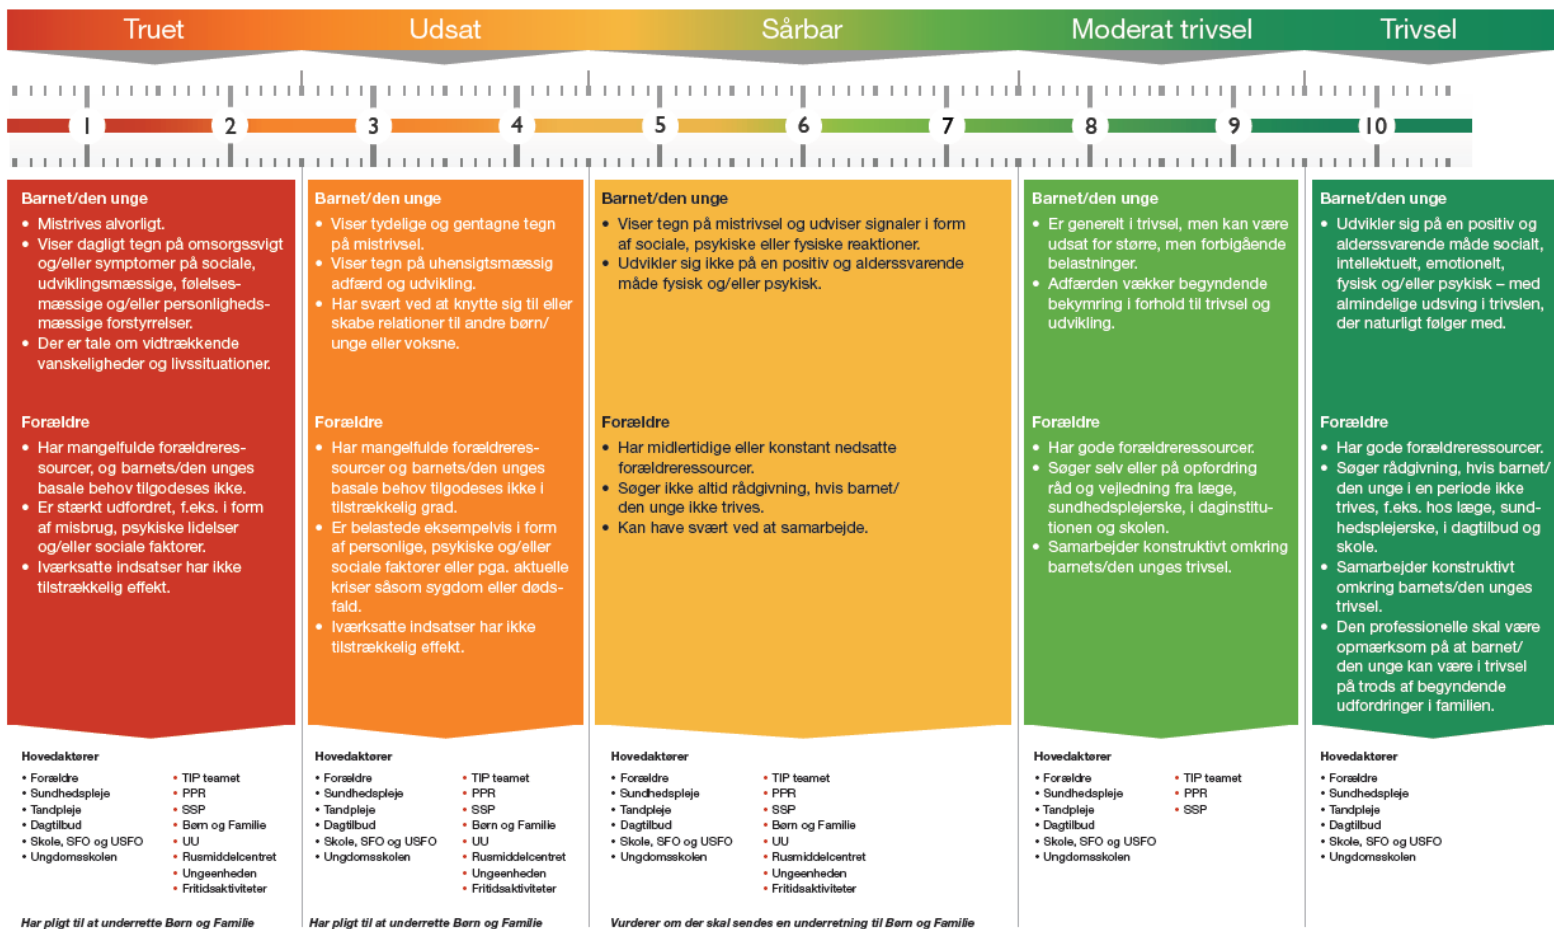 Truet
Udsat
Sårbar
Moderat trivsel
Trivsel
1 2 3 4 5 6 7 8 9 10
Barnet/den unge
• Mistrives alvorligt.
• Viser dagligt tegn på omsorgssvigt
og/eller symptomer på sociale,
udviklingsmæssige, følelses-
mæssige og/eller personligheds-
mæssige forstyrrelser.
• Der er tale om vidtrækkende
vanskeligheder og livssituationer.
Forældre
• Har mangelfulde forældreres-
sourcer, og barnets/den unges
basale behov tilgodeses ikke.
• Er stærkt udfordret, f.eks. i form
af misbrug, psykiske lidelser
og/eller sociale faktorer.
• Iværksatte indsatser har ikke
tilstrækkelig effekt.
Barnet/den unge
• Viser tydelige og gentagne tegn
på mistrivsel.
• Viser tegn på uhensigtsmæssig
adfærd og udvikling.
• Har svært ved at knytte sig til eller
skabe relationer til andre børn/
unge eller voksne.
Forældre
• Har mangelfulde forældreres-
sourcer og barnets/den unges
basale behov tilgodeses ikke i
tilstrækkelig grad.
• Er belastede eksempelvis i form
af personlige, psykiske og/eller
sociale faktorer eller pga. aktuelle
kriser såsom sygdom eller døds-
fald.
• Iværksatte indsatser har ikke
tilstrækkelig effekt.
Barnet/den unge
• Viser tegn på mistrivsel og udviser signaler i form
af sociale, psykiske eller fysiske reaktioner.
• Udvikler sig ikke på en positiv og alderssvarende
måde fysisk og/eller psykisk.
Forældre
• Har midlertidige eller konstant nedsatte
forældreressourcer.
• Søger ikke altid rådgivning, hvis barnet/
den unge ikke trives.
• Kan have svært ved at samarbejde.
Barnet/den unge
• Er generelt i trivsel, men kan være
udsat for større, men forbigående
belastninger.
• Adfærden vækker begyndende
bekymring i forhold til trivsel og
udvikling.
Forældre
• Har gode forældreressourcer.
• Søger selv eller på opfordring
råd og vejledning fra læge,
sundhedsplejerske, i daginstitu-
tionen og skolen.
• Samarbejder konstruktivt omkring
barnets/den unges trivsel.
Barnet/den unge
• Udvikler sig på en positiv og
alderssvarende måde socialt,
intellektuelt, emotionelt,
fysisk og/eller psykisk – med
almindelige udsving i trivslen,
der naturligt følger med.
Forældre
• Har gode forældreressourcer.
• Søger rådgivning, hvis barnet/
den unge i en periode ikke
trives, f.eks. hos læge, sund-
hedsplejerske, i dagtilbud og
skole.
• Samarbejder konstruktivt
omkring barnets/den unges
trivsel.
• Den professionelle skal være
opmærksom på at barnet/
den unge kan være i trivsel
på trods af begyndende
udfordringer i familien.
Hovedaktører
• Forældre
• Sundhedspleje
• Tandpleje
• Dagtilbud
• Skole, SFO og USFO
• Ungdomsskolen
• TIP teamet
• PPR
• SSP
• Børn og Familie
• UU
• Rusmiddelcentret
• Ungeenheden
• Fritidsaktiviteter
Har pligt til at underrette Børn og Familie
Hovedaktører
• Forældre
• Sundhedspleje
• Tandpleje
• Dagtilbud
• Skole, SFO og USFO
• Ungdomsskolen
• TIP teamet
• PPR
• SSP
• Børn og Familie
• UU
• Rusmiddelcentret
• Ungeenheden
• Fritidsaktiviteter
Har pligt til at underrette Børn og Familie
Hovedaktører
• Forældre
• Sundhedspleje
• Tandpleje
• Dagtilbud
• Skole, SFO og USFO
• Ungdomsskolen
• TIP teamet
• PPR
• SSP
• Børn og Familie
• UU
• Rusmiddelcentret
• Ungeenheden
• Fritidsaktiviteter
Vurderer om der skal sendes en underretning til Børn og Familie
Hovedaktører
• Forældre
• Sundhedspleje
• Tandpleje
• Dagtilbud
• Skole, SFO og USFO
• Ungdomsskolen
• TIP teamet
• PPR
• SSP
Hovedaktører
• Forældre
• Sundhedspleje
• Tandpleje
• Dagtilbud
• Skole, SFO og USFO
• Ungdomsskolen